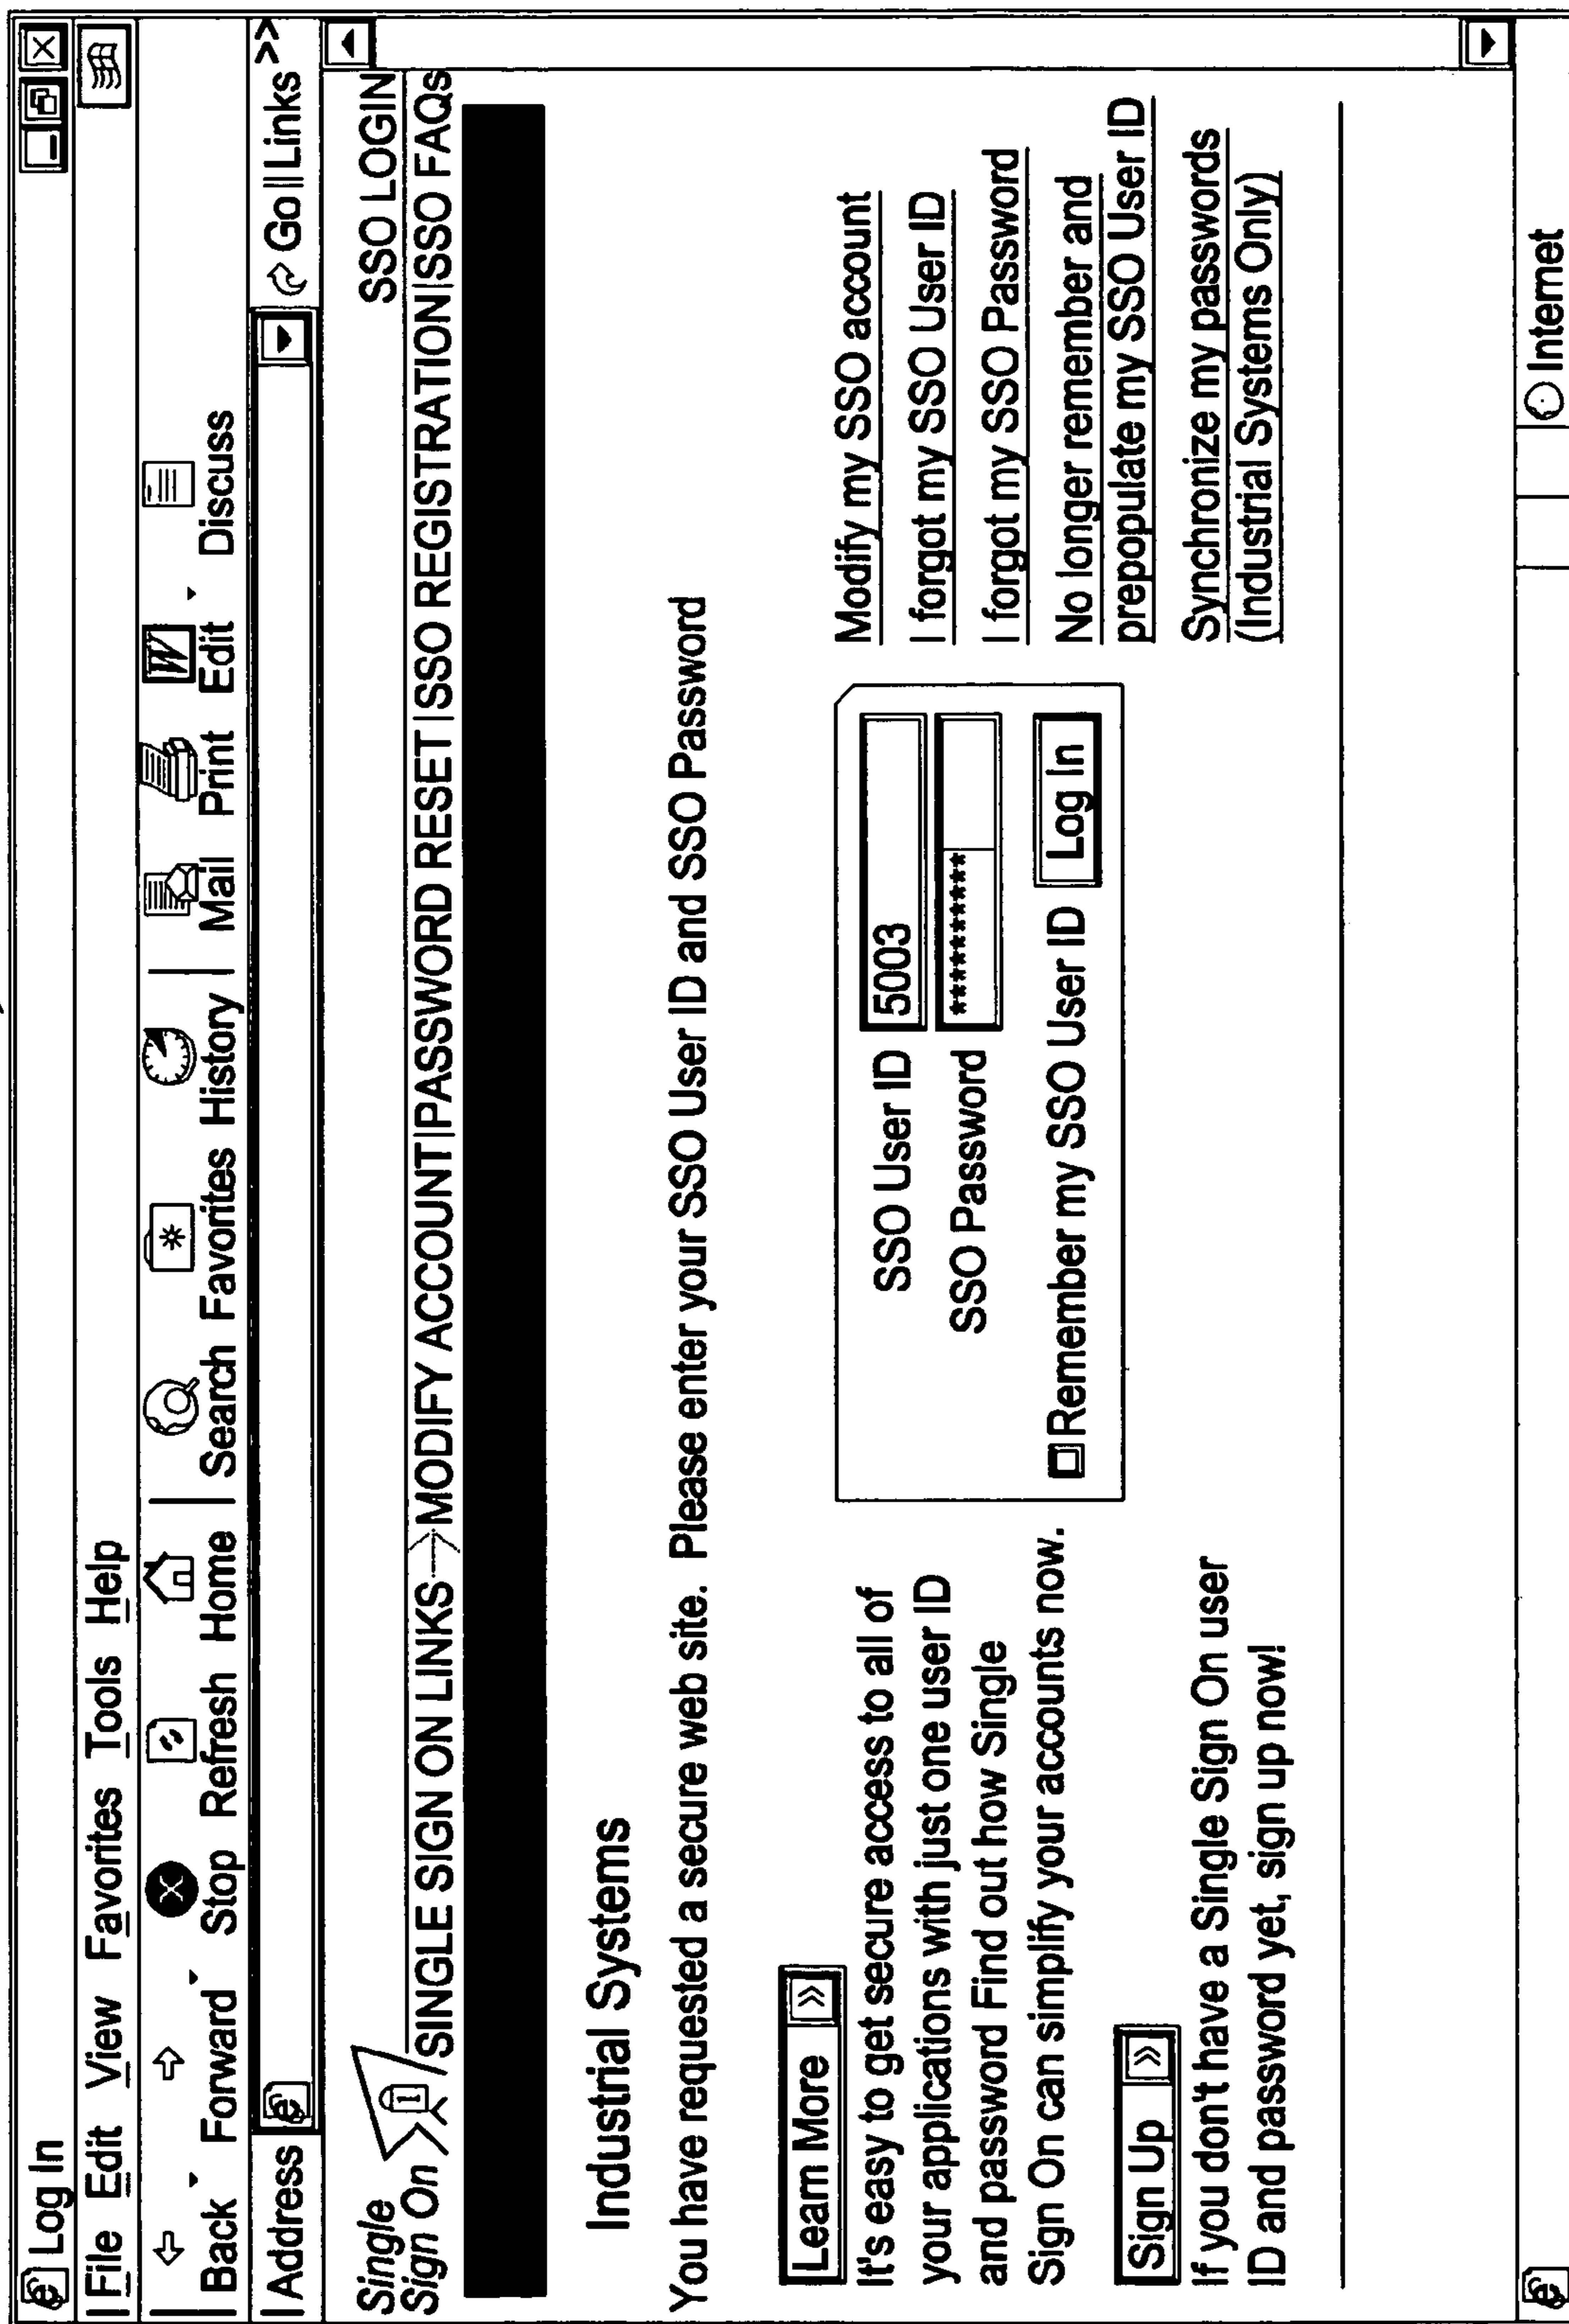 Log In
File Edit View Favorites Tools Help
Back Forward Stop Refresh Home Search Favorites History Mail Print Edit Discuss
Address Go Links >>
Single
Sign On
1
SSO LOGIN
SINGLE SIGN ON LINKS MODIFY ACCOUNT|PASSWORD RESET|SSO REGISTRATION|SSO FAQs
Industrial Systems
You have requested a secure web site. Please enter your SSO User ID and SSO Password
Learn More >>
It's easy to get secure access to all of
your applications with just one user ID
and password Find out how Single
Sign On can simplify your accounts now.
Sign Up >>
If you don't have a Single Sign On user
ID and password yet, sign up now!
SSO User ID 5003
SSO Password **********
Remember my SSO User ID Log In
Modify my SSO account
I forgot my SSO User ID
I forgot my SSO Password
No longer remember and
prepopulate my SSO User ID
Synchronize my passwords
(Industrial Systems Only)
Internet